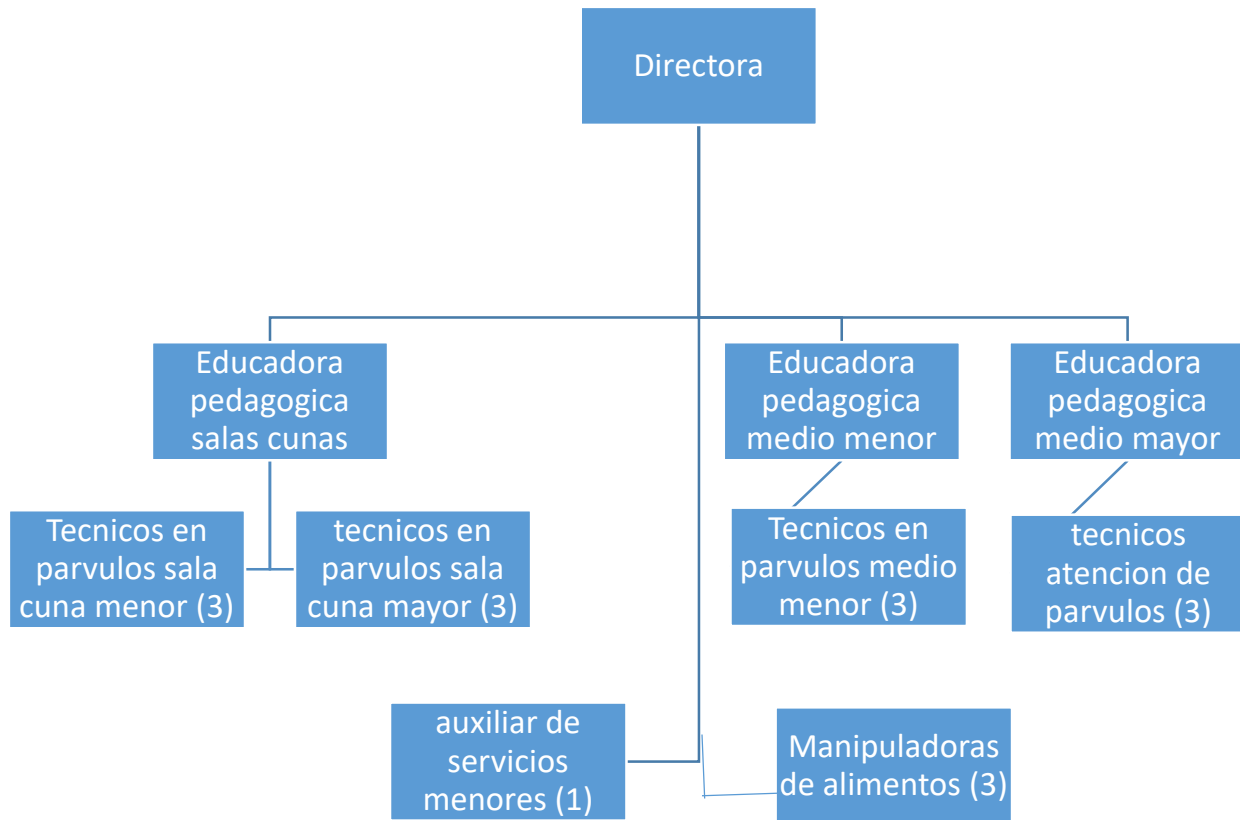 Directora
Educadora
pedagogica
salas cunas
Educadora
pedagogica
medio menor
Educadora
pedagogica
medio mayor
Tecnicos en
parvulos sala
cuna menor (3)
tecnicos en
parvulos sala
cuna mayor (3)
Tecnicos en
parvulos medio
menor (3)
tecnicos
atencion de
parvulos (3)
auxiliar de
servicios
menores (1)
Manipuladoras
de alimentos (3)